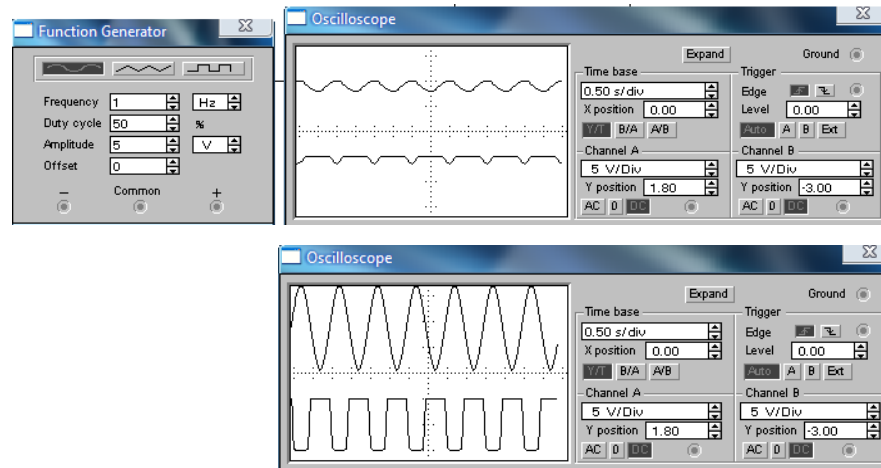 Function Generator
Frequency 1 Hz
Duty cycle 50 %
Amplitude 5 V
Offset 0
− Common +
Oscilloscope
Expand Ground
Time base Trigger
0.50 s/div Edge
X position 0.00 Level 0.00
Y/T B/A A/B Auto A B Ext
Channel A Channel B
5 V/Div 5 V/Div
Y position 1.80 Y position -3.00
AC 0 DC AC 0 DC
Oscilloscope
Expand Ground
Time base Trigger
0.50 s/div Edge
X position 0.00 Level 0.00
Y/T B/A A/B Auto A B Ext
Channel A Channel B
5 V/Div 5 V/Div
Y position 1.80 Y position -3.00
AC 0 DC AC 0 DC